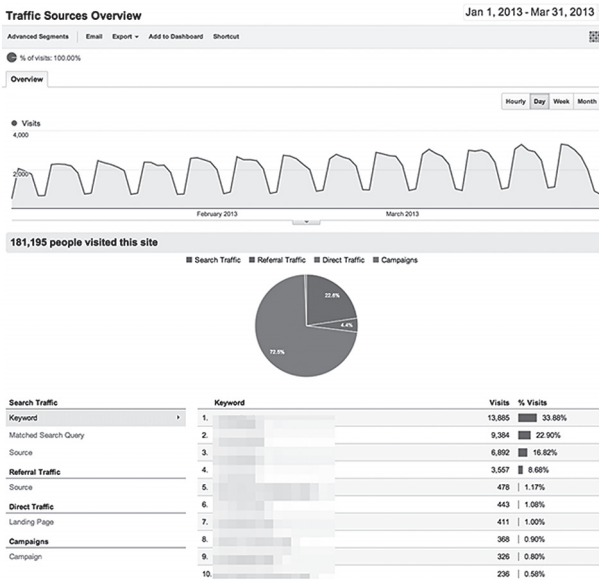 Traffic Sources Overview
Jan 1, 2013 - Mar 31, 2013
Advanced Segments Email Export Add to Dashboard Shortcut
% of visits: 100.00%
Overview
Hourly Day Week Month
Visits
4,000
2,000
February 2013 March 2013
181,195 people visited this site
Search Traffic Referral Traffic Direct Traffic Campaigns
22.8%
4.4%
72.5%
Search Traffic
Keyword
Matched Search Query
Source
Referral Traffic
Source
Direct Traffic
Landing Page
Campaigns
Campaign
Keyword Visits % Visits
1. 13,885 33.88%
2. 9,384 22.90%
3. 6,892 16.82%
4. 3,557 8.68%
5. 478 1.17%
6. 443 1.08%
7. 411 1.00%
8. 368 0.90%
9. 326 0.80%
10. 236 0.58%